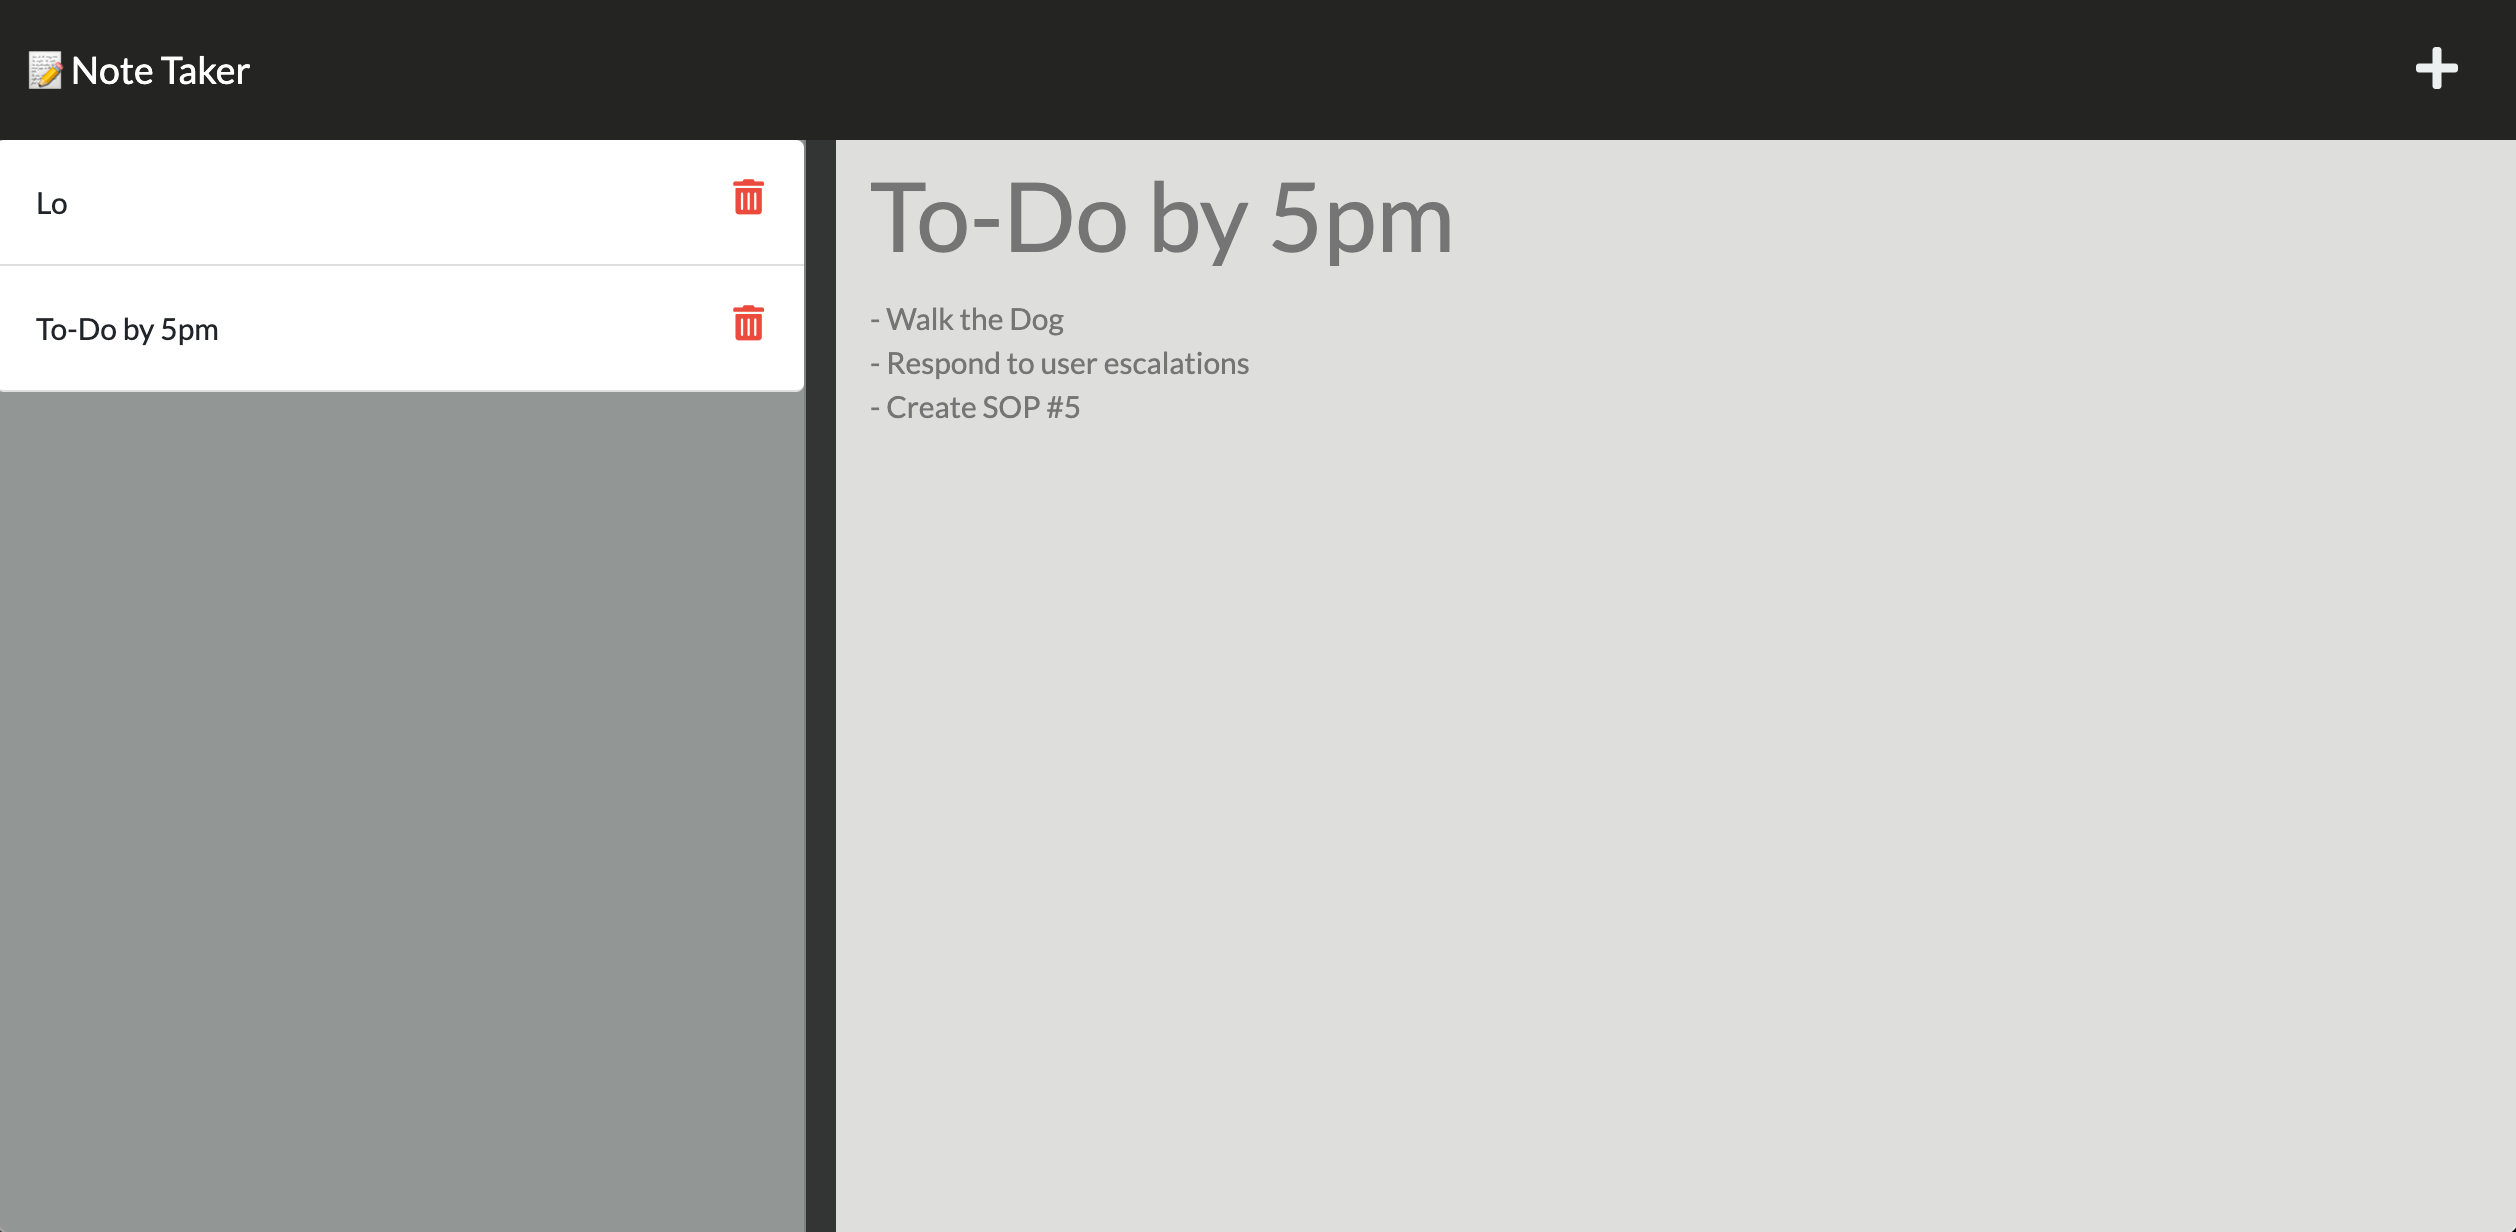 Note Taker
Lo
To-Do by 5pm
To-Do by 5pm
- Walk the Dog
- Respond to user escalations
- Create SOP #5